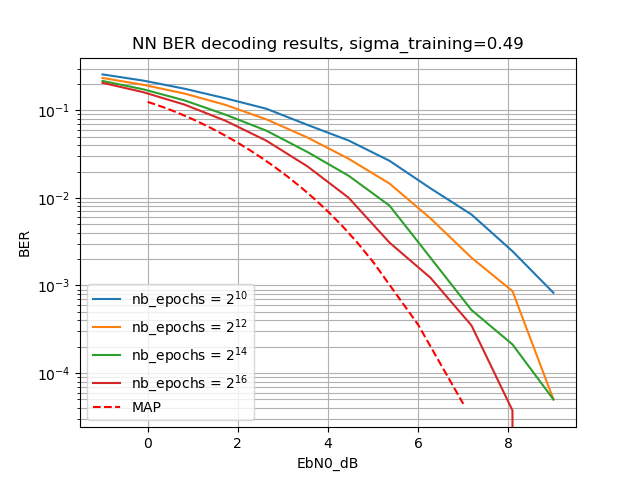 NN BER decoding results, sigma_training=0.49
BER
10⁻¹
10⁻²
10⁻³
10⁻⁴
nb_epochs = 2¹⁰
nb_epochs = 2¹²
nb_epochs = 2¹⁴
nb_epochs = 2¹⁶
MAP
0 2 4 6 8
EbN0_dB